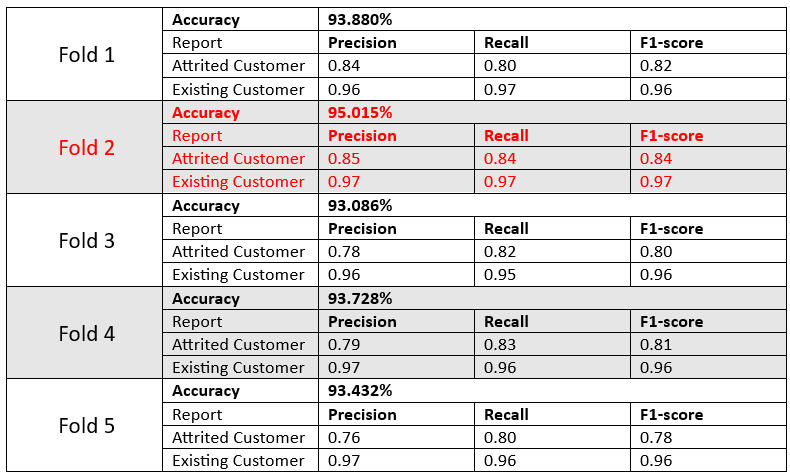 Fold 1
Accuracy 93.880%
Report Precision Recall F1-score
Attrited Customer 0.84 0.80 0.82
Existing Customer 0.96 0.97 0.96
Fold 2
Accuracy 95.015%
Report Precision Recall F1-score
Attrited Customer 0.85 0.84 0.84
Existing Customer 0.97 0.97 0.97
Fold 3
Accuracy 93.086%
Report Precision Recall F1-score
Attrited Customer 0.78 0.82 0.80
Existing Customer 0.96 0.95 0.96
Fold 4
Accuracy 93.728%
Report Precision Recall F1-score
Attrited Customer 0.79 0.83 0.81
Existing Customer 0.97 0.96 0.96
Fold 5
Accuracy 93.432%
Report Precision Recall F1-score
Attrited Customer 0.76 0.80 0.78
Existing Customer 0.97 0.96 0.96